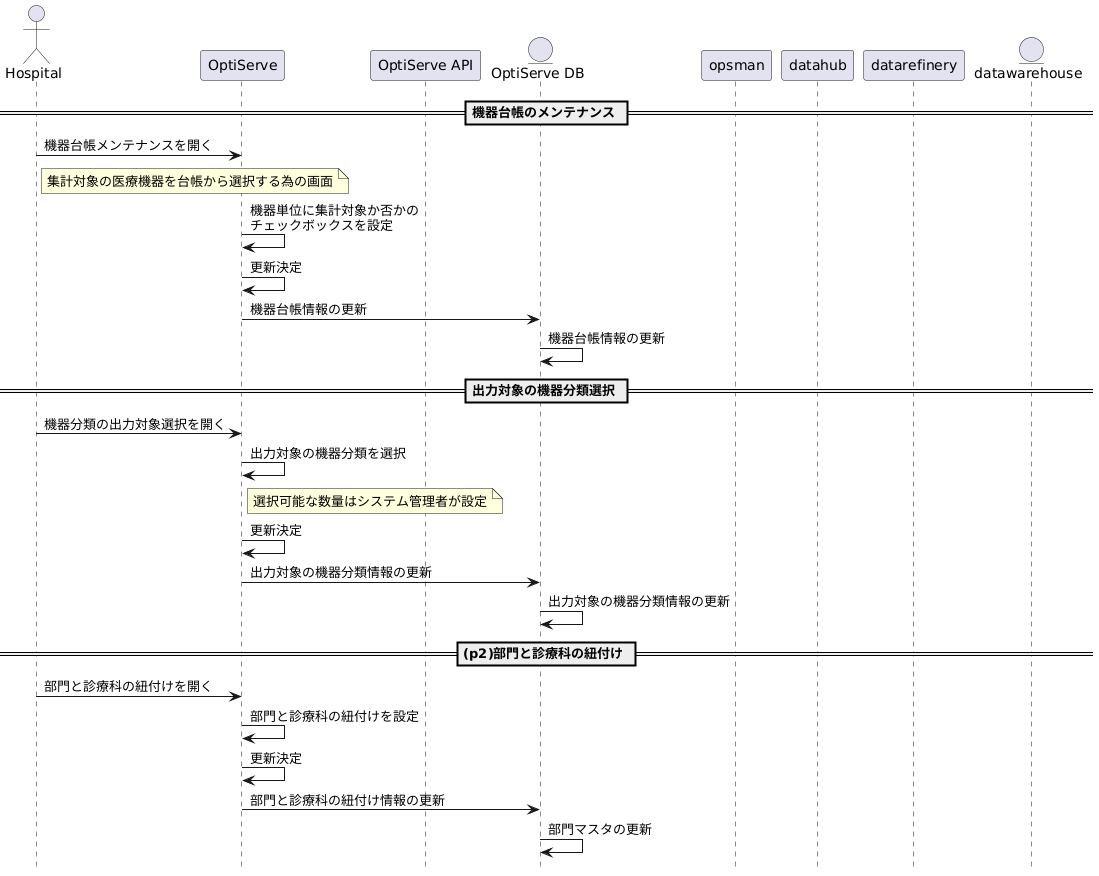 Hospital
OptiServe
OptiServe API
OptiServe DB
opsman
datahub
datarefinery
datawarehouse
機器台帳のメンテナンス
機器台帳メンテナンスを開く
集計対象の医療機器を台帳から選択する為の画面
機器単位に集計対象か否かの
チェックボックスを設定
更新決定
機器台帳情報の更新
機器台帳情報の更新
出力対象の機器分類選択
機器分類の出力対象選択を開く
出力対象の機器分類を選択
選択可能な数量はシステム管理者が設定
更新決定
出力対象の機器分類情報の更新
出力対象の機器分類情報の更新
(p2)部門と診療科の紐付け
部門と診療科の紐付けを開く
部門と診療科の紐付けを設定
更新決定
部門と診療科の紐付け情報の更新
部門マスタの更新